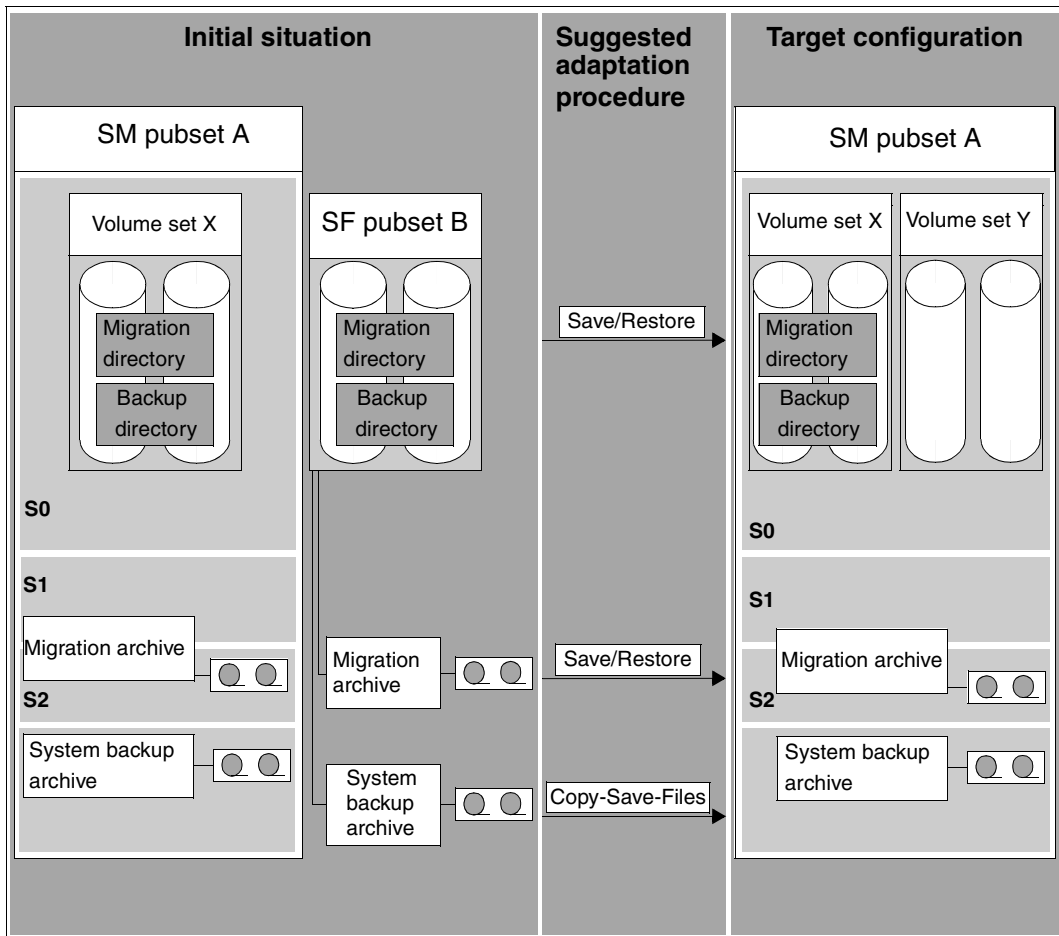 Initial situation
Suggested
adaptation
procedure
Target configuration
SM pubset A
Volume set X
SF pubset B
Migration
directory
Backup
directory
Migration
directory
Backup
directory
S0
S1
Migration archive
S2
System backup
archive
Migration
archive
System
backup
archive
Save/Restore
Save/Restore
Copy-Save-Files
SM pubset A
Volume set X
Volume set Y
Migration
directory
Backup
directory
S0
S1
Migration archive
S2
System backup
archive